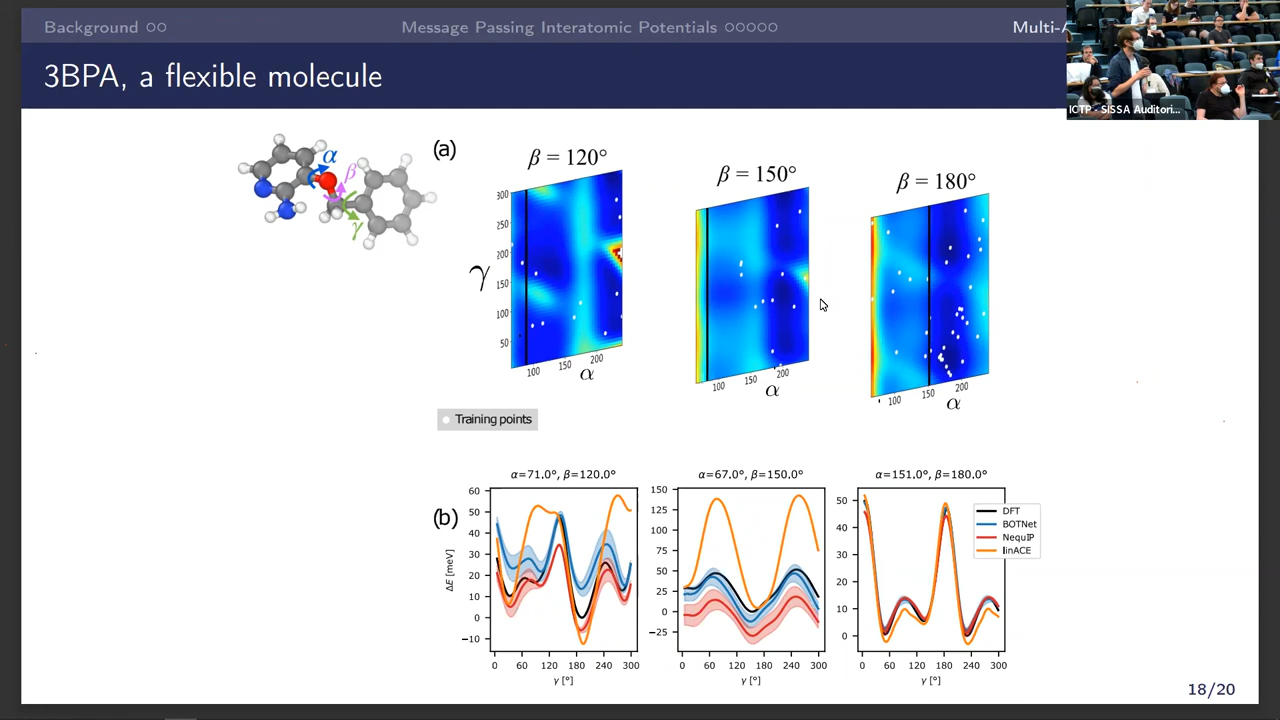 Background
Message Passing Interatomic Potentials
Multi-A
ICTP - SISSA Auditori...
3BPA, a flexible molecule
α
β
γ
(a)
β = 120°
β = 150°
β = 180°
γ
300
250
200
150
100
50
100 150 200
α
100 150 200
α
100 150 200
α
Training points
(b)
α=71.0°, β=120.0°
α=67.0°, β=150.0°
α=151.0°, β=180.0°
ΔE [meV]
60
50
40
30
20
10
0
−10
0 60 120 180 240 300
γ [°]
150
125
100
75
50
25
0
−25
0 60 120 180 240 300
γ [°]
50
40
30
20
10
0
0 60 120 180 240 300
γ [°]
DFT
BOTNet
NequIP
linACE
18/20